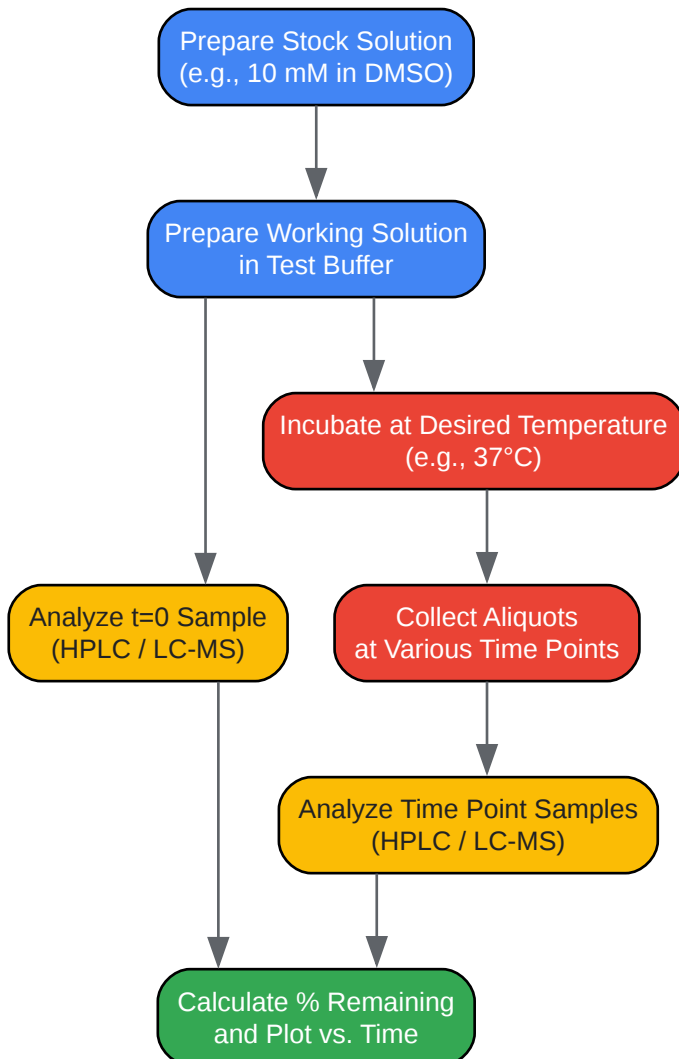 Prepare Stock Solution
(e.g., 10 mM in DMSO)
Prepare Working Solution
in Test Buffer
Incubate at Desired Temperature
(e.g., 37°C)
Analyze t=0 Sample
(HPLC / LC-MS)
Collect Aliquots
at Various Time Points
Analyze Time Point Samples
(HPLC / LC-MS)
Calculate % Remaining
and Plot vs. Time